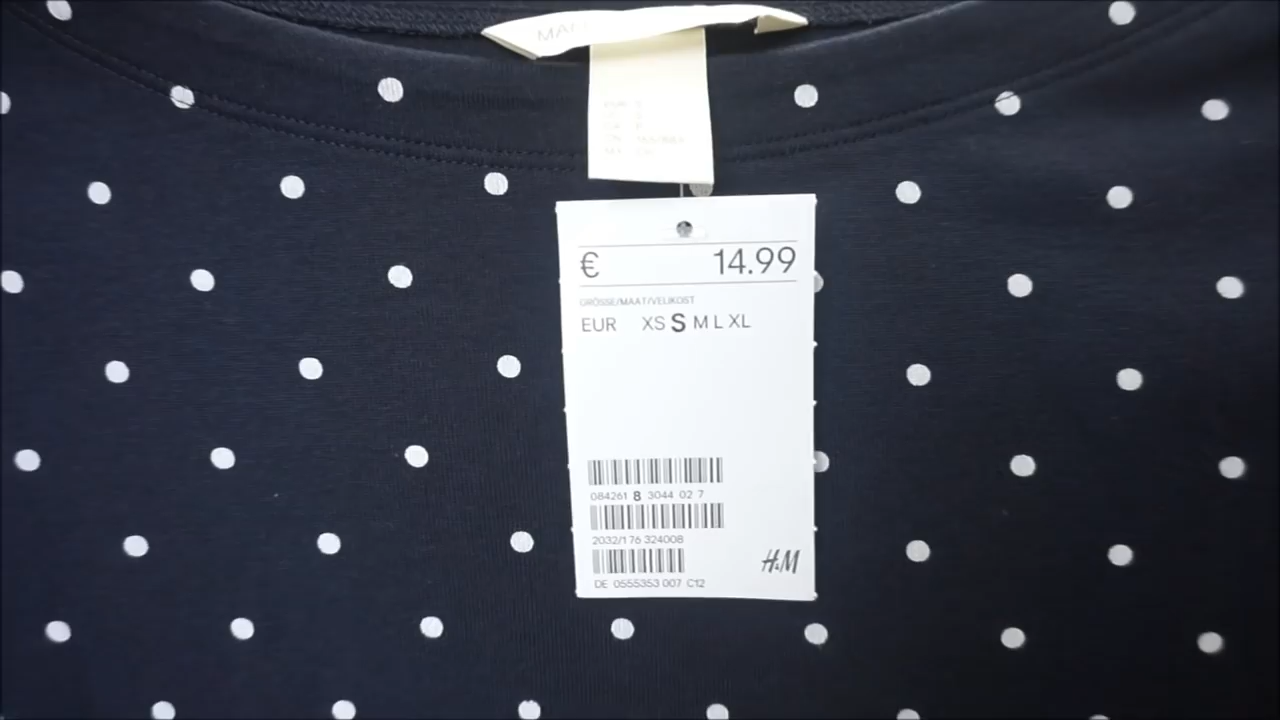 € 14.99
GRÖSSE/MAAT/VELIKOST
EUR XS S M L XL
084261 8 3044 02 7
2032/176 324008
DE 0555353 007 C12
H&M